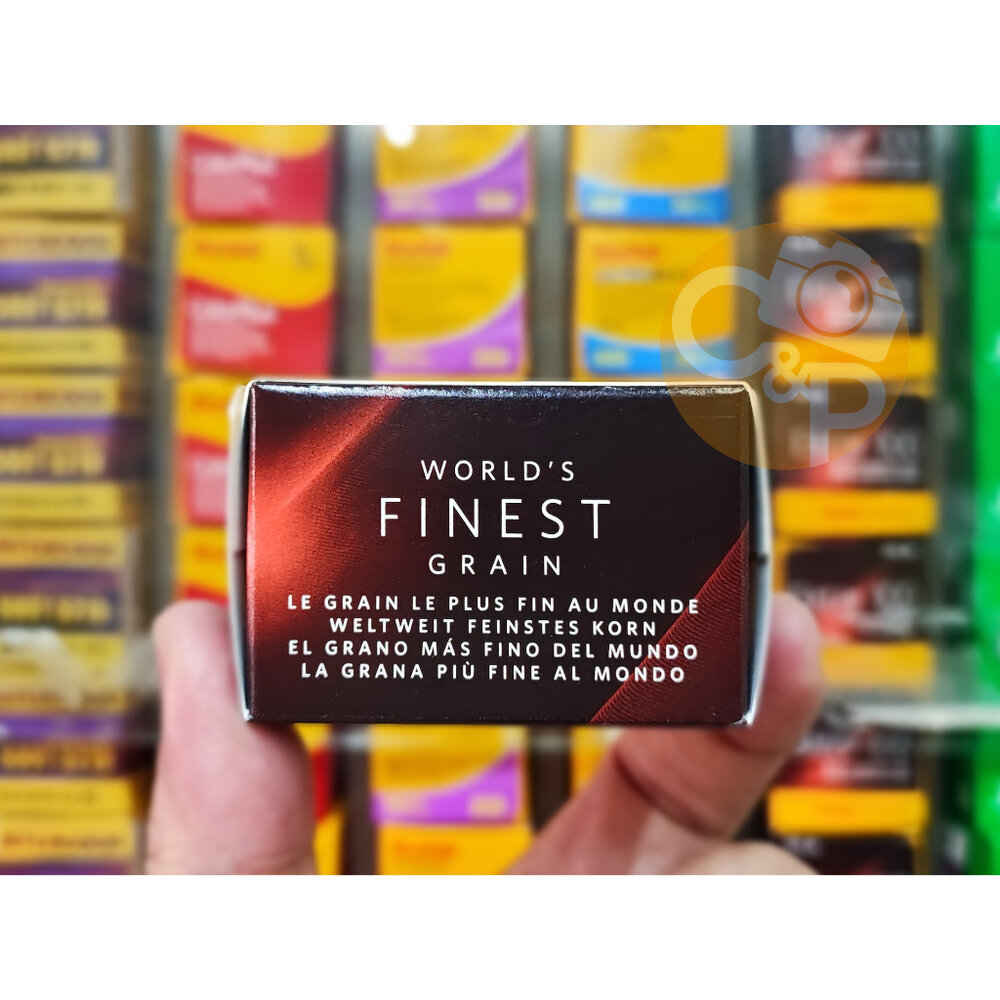 WORLD'S
FINEST
GRAIN
LE GRAIN LE PLUS FIN AU MONDE
WELTWEIT FEINSTES KORN
EL GRANO MÁS FINO DEL MUNDO
LA GRANA PIÙ FINE AL MONDO
C&P